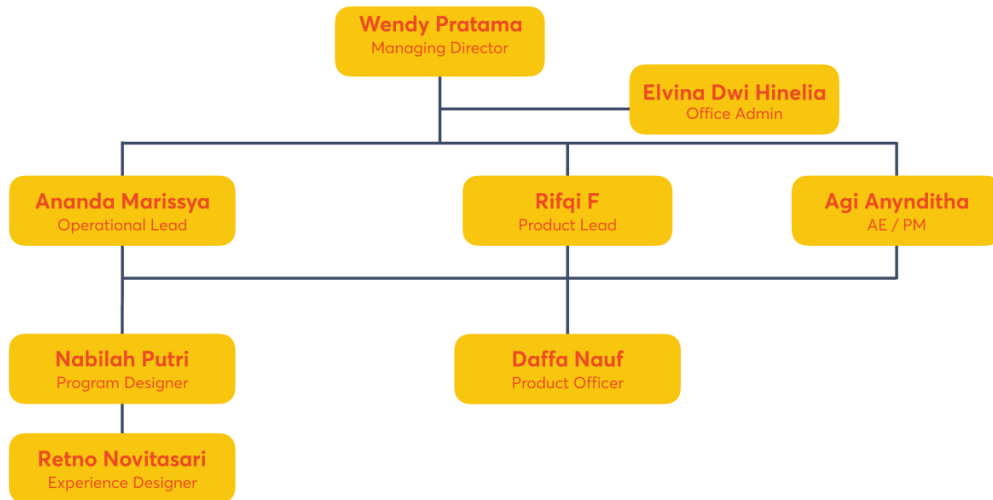 Wendy Pratama
Managing Director
Elvina Dwi Hinelia
Office Admin
Ananda Marissya
Operational Lead
Rifqi F
Product Lead
Agi Anynditha
AE / PM
Nabilah Putri
Program Designer
Daffa Nauf
Product Officer
Retno Novitasari
Experience Designer